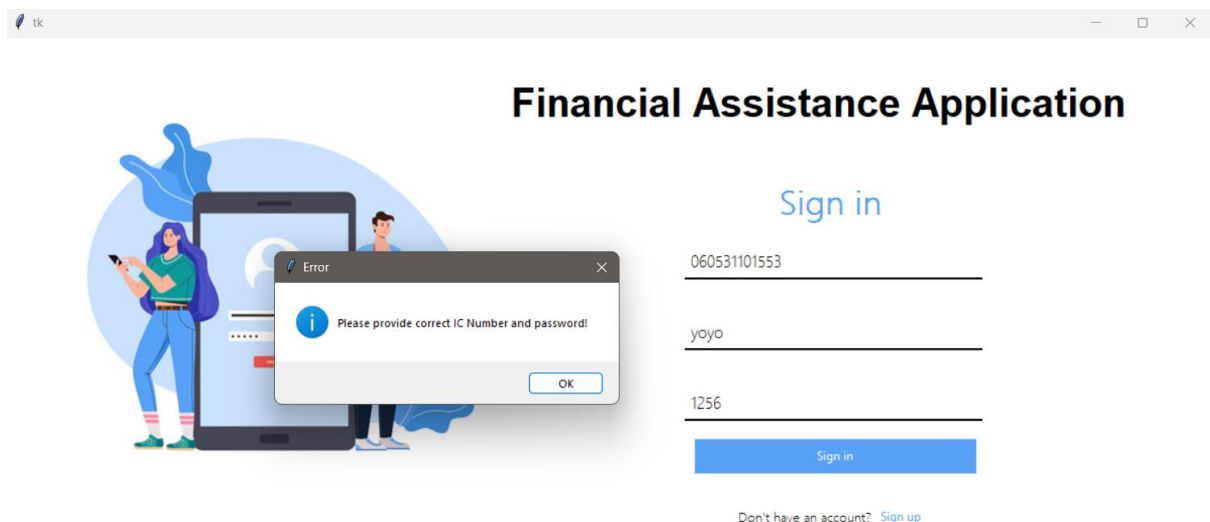 tk
Financial Assistance Application
Sign in
060531101553
Error
Please provide correct IC Number and password!
OK
yoyo
1256
Sign in
Don't have an account? Sign up